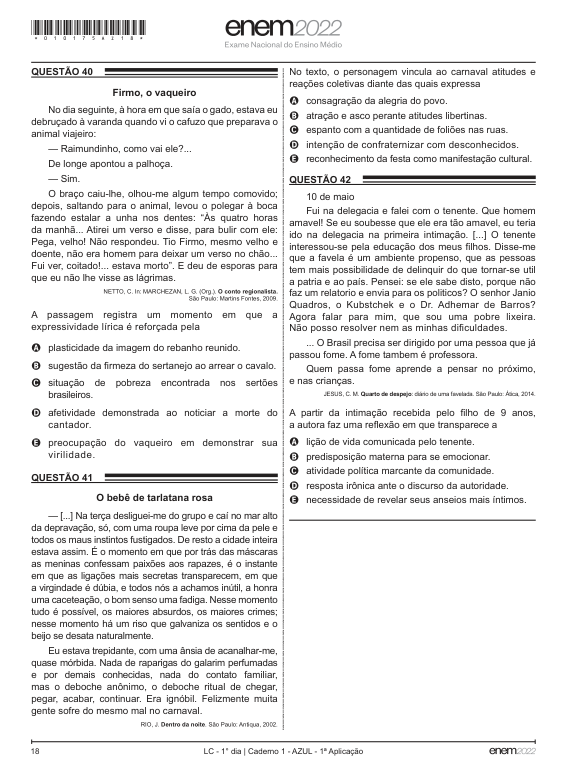 *010175AZ18*
enem2022
Exame Nacional do Ensino Médio
QUESTÃO 40
Firmo, o vaqueiro
No dia seguinte, à hora em que saía o gado, estava eu
debruçado à varanda quando vi o cafuzo que preparava o
animal viajeiro:
— Raimundinho, como vai ele?...
De longe apontou a palhoça.
— Sim.
O braço caiu-lhe, olhou-me algum tempo comovido;
depois, saltando para o animal, levou o polegar à boca
fazendo estalar a unha nos dentes: “Às quatro horas
da manhã... Atirei um verso e disse, para bulir com ele:
Pega, velho! Não respondeu. Tio Firmo, mesmo velho e
doente, não era homem para deixar um verso no chão...
Fui ver, coitado!... estava morto”. E deu de esporas para
que eu não lhe visse as lágrimas.
NETTO, C. In: MARCHEZAN, L. G. (Org.). O conto regionalista.
São Paulo: Martins Fontes, 2009.
A passagem registra um momento em que a
expressividade lírica é reforçada pela
A plasticidade da imagem do rebanho reunido.
B sugestão da firmeza do sertanejo ao arrear o cavalo.
C situação de pobreza encontrada nos sertões
brasileiros.
D afetividade demonstrada ao noticiar a morte do
cantador.
E preocupação do vaqueiro em demonstrar sua
virilidade.
QUESTÃO 41
O bebê de tarlatana rosa
— [...] Na terça desliguei-me do grupo e caí no mar alto
da depravação, só, com uma roupa leve por cima da pele e
todos os maus instintos fustigados. De resto a cidade inteira
estava assim. É o momento em que por trás das máscaras
as meninas confessam paixões aos rapazes, é o instante
em que as ligações mais secretas transparecem, em que
a virgindade é dúbia, e todos nós a achamos inútil, a honra
uma caceteação, o bom senso uma fadiga. Nesse momento
tudo é possível, os maiores absurdos, os maiores crimes;
nesse momento há um riso que galvaniza os sentidos e o
beijo se desata naturalmente.
Eu estava trepidante, com uma ânsia de acanalhar-me,
quase mórbida. Nada de raparigas do galarim perfumadas
e por demais conhecidas, nada do contato familiar,
mas o deboche anônimo, o deboche ritual de chegar,
pegar, acabar, continuar. Era ignóbil. Felizmente muita
gente sofre do mesmo mal no carnaval.
RIO, J. Dentro da noite. São Paulo: Antiqua, 2002.
No texto, o personagem vincula ao carnaval atitudes e
reações coletivas diante das quais expressa
A consagração da alegria do povo.
B atração e asco perante atitudes libertinas.
C espanto com a quantidade de foliões nas ruas.
D intenção de confraternizar com desconhecidos.
E reconhecimento da festa como manifestação cultural.
QUESTÃO 42
10 de maio
Fui na delegacia e falei com o tenente. Que homem
amavel! Se eu soubesse que ele era tão amavel, eu teria
ido na delegacia na primeira intimação. [...] O tenente
interessou-se pela educação dos meus filhos. Disse-me
que a favela é um ambiente propenso, que as pessoas
tem mais possibilidade de delinquir do que tornar-se util
a patria e ao país. Pensei: se ele sabe disto, porque não
faz um relatorio e envia para os politicos? O senhor Janio
Quadros, o Kubstchek e o Dr. Adhemar de Barros?
Agora falar para mim, que sou uma pobre lixeira.
Não posso resolver nem as minhas dificuldades.
... O Brasil precisa ser dirigido por uma pessoa que já
passou fome. A fome tambem é professora.
Quem passa fome aprende a pensar no próximo,
e nas crianças.
JESUS, C. M. Quarto de despejo: diário de uma favelada. São Paulo: Ática, 2014.
A partir da intimação recebida pelo filho de 9 anos,
a autora faz uma reflexão em que transparece a
A lição de vida comunicada pelo tenente.
B predisposição materna para se emocionar.
C atividade política marcante da comunidade.
D resposta irônica ante o discurso da autoridade.
E necessidade de revelar seus anseios mais íntimos.
18
LC - 1° dia | Caderno 1 - AZUL - 1ª Aplicação
enem2022